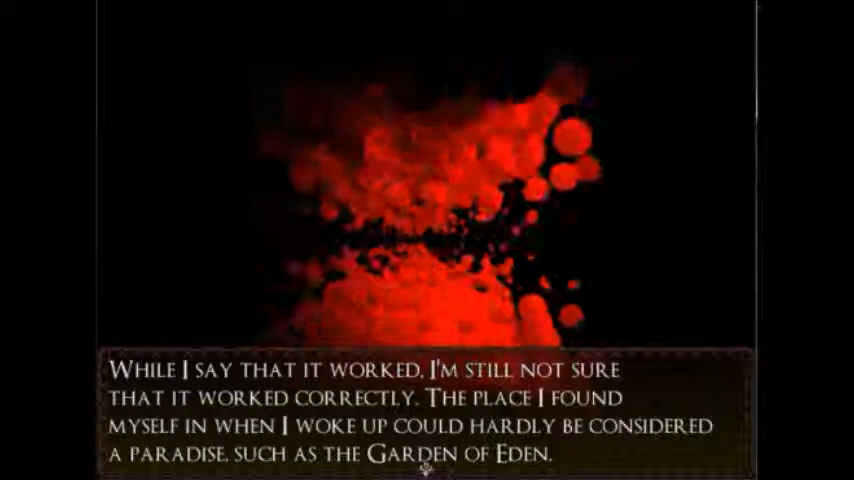 While I say that it worked, I'm still not sure
that it worked correctly. The place I found
myself in when I woke up could hardly be considered
a paradise, such as the Garden of Eden.